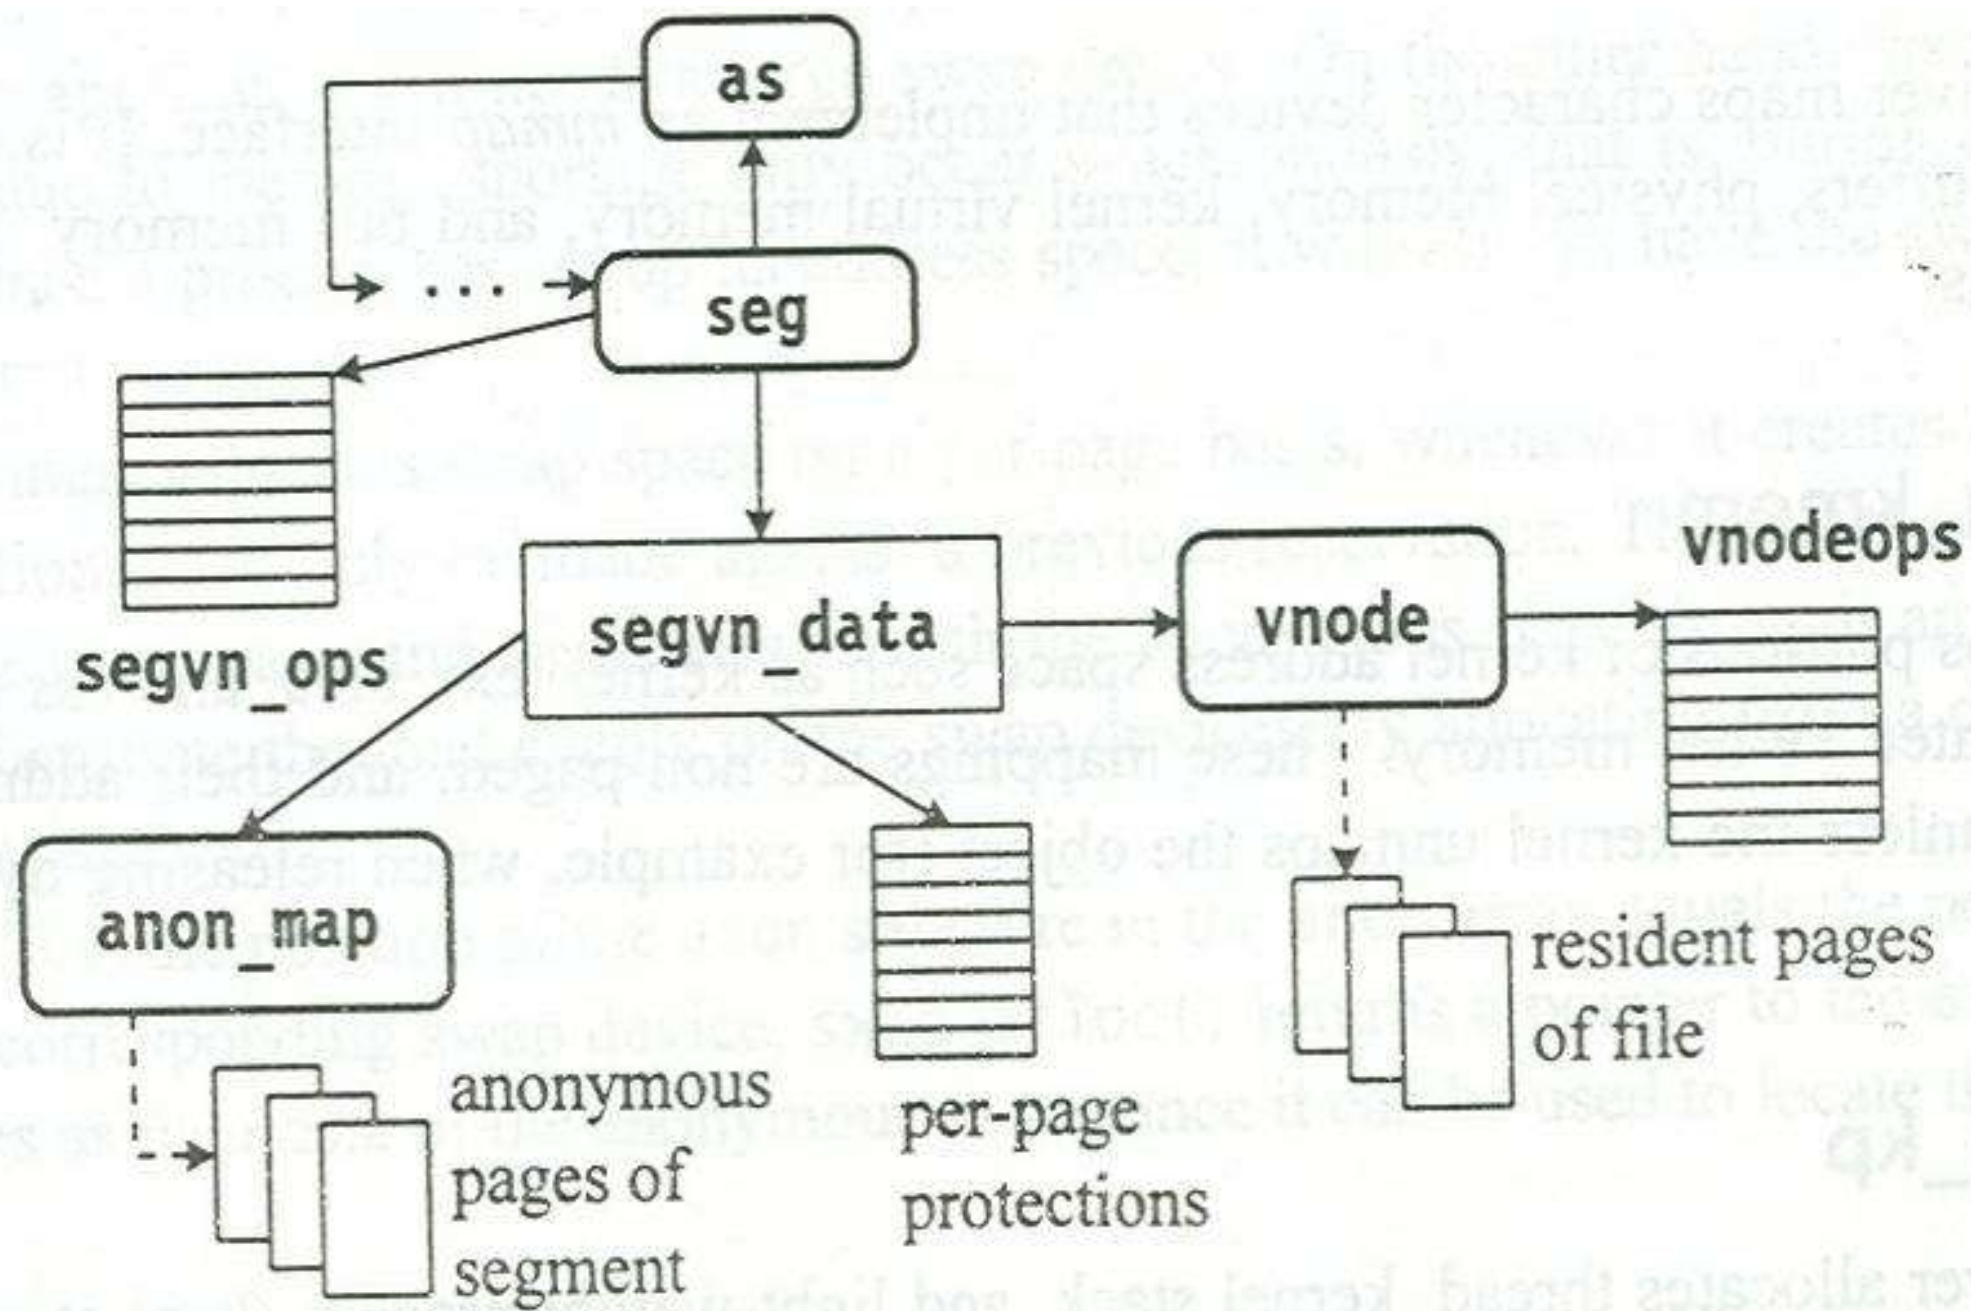 as
...
seg
segvn_ops
segvn_data
vnode
vnodeops
anon_map
anonymous
pages of
segment
per-page
protections
resident pages
of file